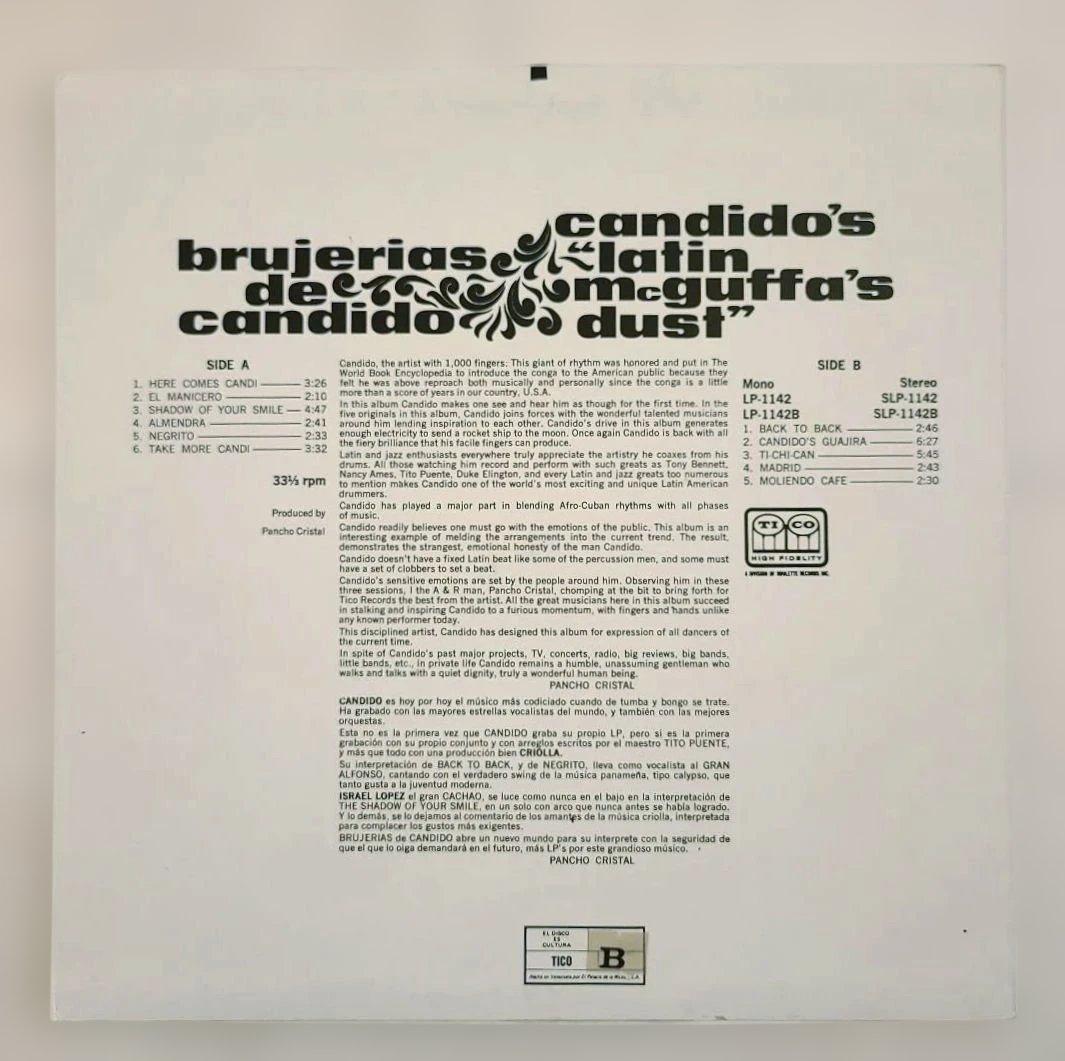 brujerias
de
candido
candido's
"latin
mcguffa's
dust"
SIDE A
1. HERE COMES CANDI 3:26
2. EL MANICERO 2:10
3. SHADOW OF YOUR SMILE 4:47
4. ALMENDRA 2:41
5. NEGRITO 2:33
6. TAKE MORE CANDI 3:32
33⅓ rpm
Produced by
Pancho Cristal
Candido, the artist with 1,000 fingers. This giant of rhythm was honored and put in The
World Book Encyclopedia to introduce the conga to the American public because they
felt he was above reproach both musically and personally since the conga is a little
more than a score of years in our country, U.S.A.
In this album Candido makes one see and hear him as though for the first time. In the
five originals in this album, Candido joins forces with the wonderful talented musicians
around him lending inspiration to each other. Candido's drive in this album generates
enough electricity to send a rocket ship to the moon. Once again Candido is back with all
the fiery brilliance that his facile fingers can produce.
Latin and jazz enthusiasts everywhere truly appreciate the artistry he coaxes from his
drums. All those watching him record and perform with such greats as Tony Bennett,
Nancy Ames, Tito Puente, Duke Elington, and every Latin and jazz greats too numerous
to mention makes Candido one of the world's most exciting and unique Latin American
drummers.
Candido has played a major part in blending Afro-Cuban rhythms with all phases
of music.
Candido readily believes one must go with the emotions of the public. This album is an
interesting example of melding the arrangements into the current trend. The result,
demonstrates the strangest, emotional honesty of the man Candido.
Candido doesn't have a fixed Latin beat like some of the percussion men, and some must
have a set of clobbers to set a beat.
Candido's sensitive emotions are set by the people around him. Observing him in these
three sessions, I the A & R man, Pancho Cristal, chomping at the bit to bring forth for
Tico Records the best from the artist. All the great musicians here in this album succeed
in stalking and inspiring Candido to a furious momentum, with fingers and hands unlike
any known performer today.
This disciplined artist, Candido has designed this album for expression of all dancers of
the current time.
In spite of Candido's past major projects, TV, concerts, radio, big reviews, big bands,
little bands, etc., in private life Candido remains a humble, unassuming gentleman who
walks and talks with a quiet dignity, truly a wonderful human being.
PANCHO CRISTAL
CANDIDO es hoy por hoy el músico más codiciado cuando de tumba y bongo se trate.
Ha grabado con las mayores estrellas vocalistas del mundo, y también con las mejores
orquestas.
Esta no es la primera vez que CANDIDO graba su propio LP, pero si es la primera
grabación con su propio conjunto y con arreglos escritos por el maestro TITO PUENTE,
y más que todo con una producción bien CRIOLLA.
Su interpretación de BACK TO BACK, y de NEGRITO, lleva como vocalista al GRAN
ALFONSO, cantando con el verdadero swing de la música panameña, tipo calypso, que
tanto gusta a la juventud moderna.
ISRAEL LOPEZ el gran CACHAO, se luce como nunca en el bajo en la interpretación de
THE SHADOW OF YOUR SMILE, en un solo con arco que nunca antes se había logrado.
Y lo demás, se lo dejamos al comentario de los amantes de la música criolla, interpretada
para complacer los gustos más exigentes.
BRUJERIAS de CANDIDO abre un nuevo mundo para su interprete con la seguridad de
que el que lo oiga demandará en el futuro, más LP's por este grandioso músico.
PANCHO CRISTAL
SIDE B
Mono Stereo
LP-1142 SLP-1142
LP-1142B SLP-1142B
1. BACK TO BACK 2:46
2. CANDIDO'S GUAJIRA 6:27
3. TI-CHI-CAN 5:45
4. MADRID 2:43
5. MOLIENDO CAFE 2:30
TICO
HIGH FIDELITY
A DIVISION OF ROULETTE RECORDS INC.
EL DISCO
ES
CULTURA
TICO B
Hecho en Venezuela por El Palacio de la Música, S.A.